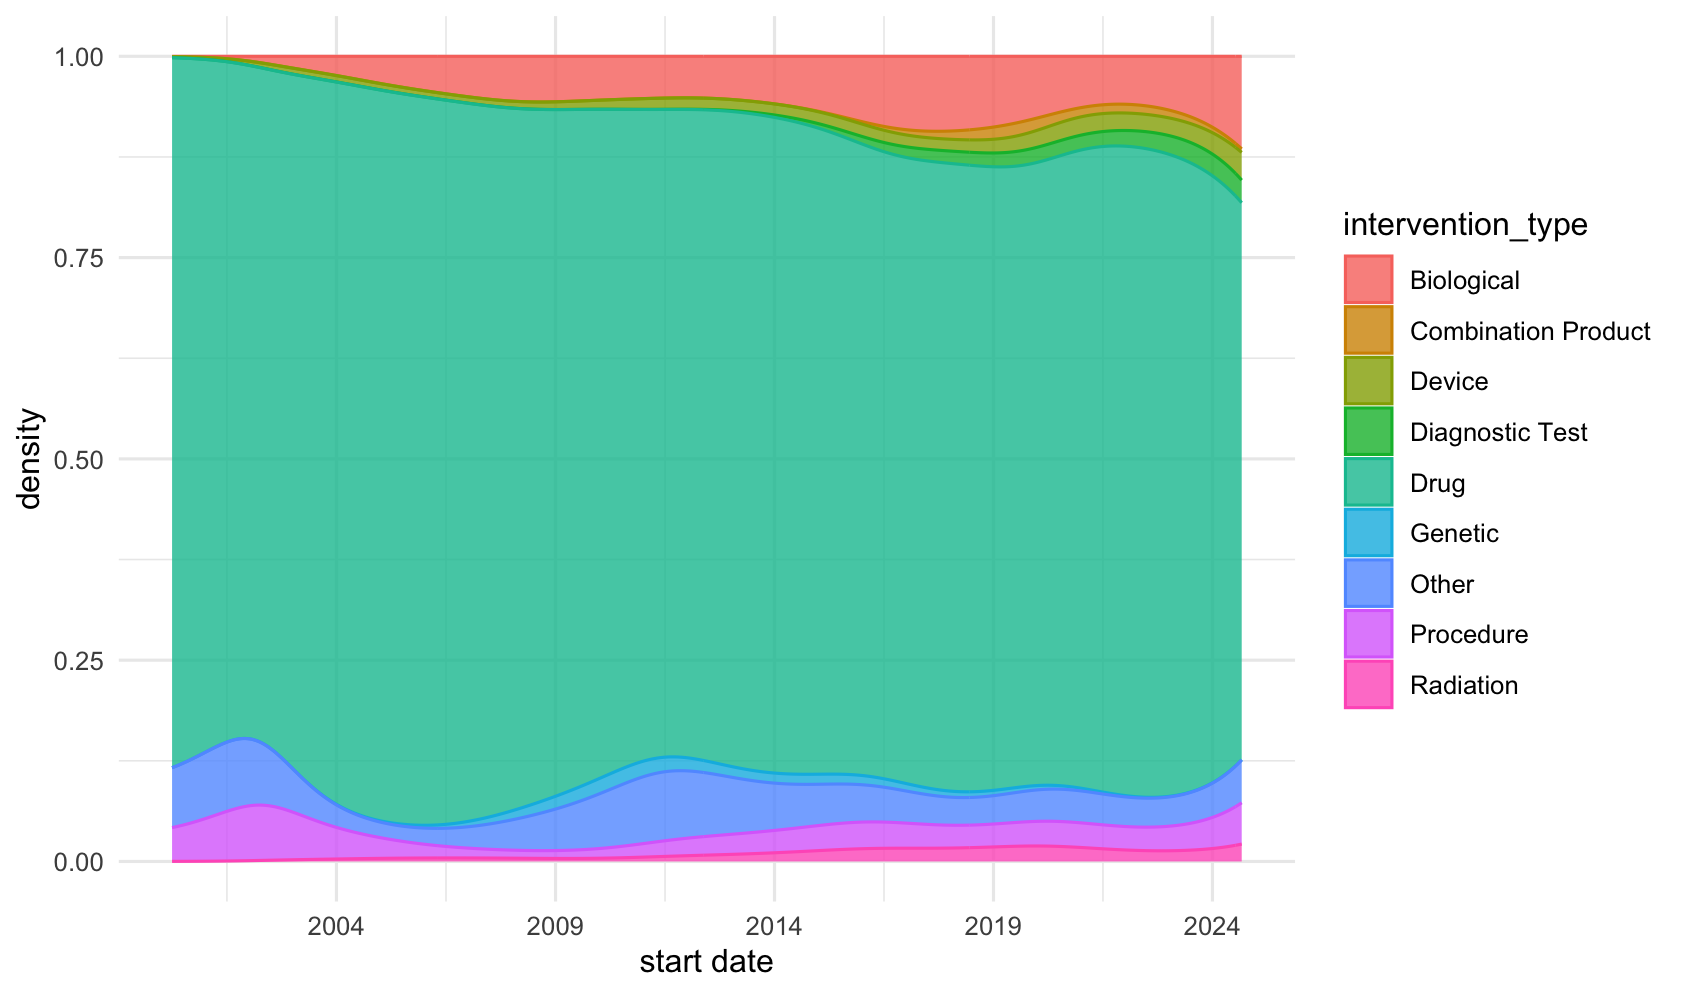 1.00
0.75
0.50
0.25
0.00
density
2004
2009
2014
2019
2024
start date
intervention_type
Biological
Combination Product
Device
Diagnostic Test
Drug
Genetic
Other
Procedure
Radiation